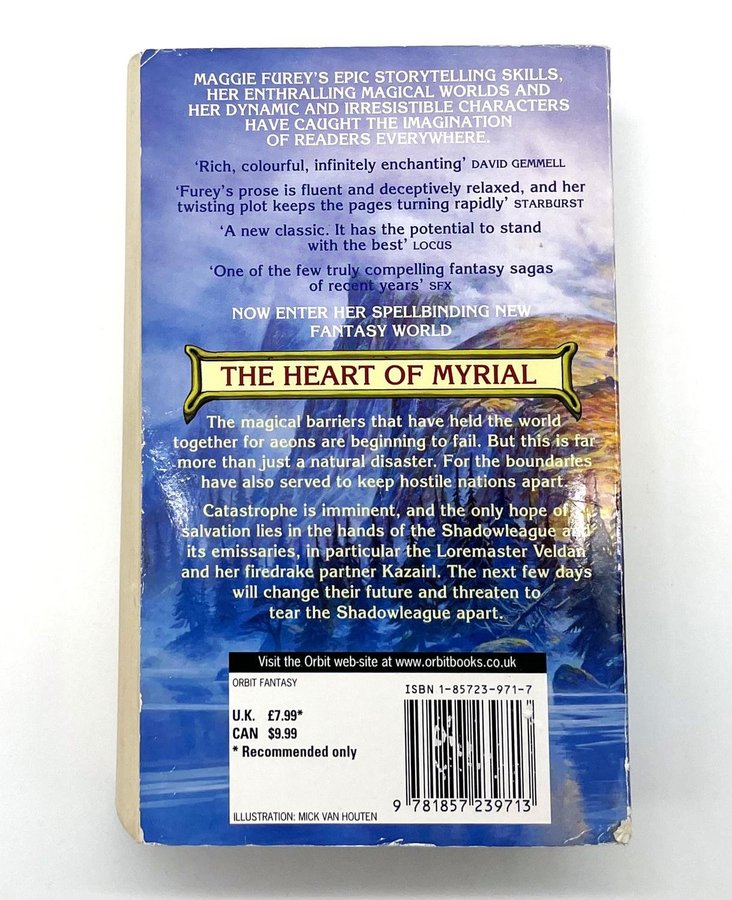 MAGGIE FUREY'S EPIC STORYTELLING SKILLS,
HER ENTHRALLING MAGICAL WORLDS AND
HER DYNAMIC AND IRRESISTIBLE CHARACTERS
HAVE CAUGHT THE IMAGINATION
OF READERS EVERYWHERE.
'Rich, colourful, infinitely enchanting' DAVID GEMMELL
'Furey's prose is fluent and deceptively relaxed, and her
twisting plot keeps the pages turning rapidly' STARBURST
'A new classic. It has the potential to stand
with the best' LOCUS
'One of the few truly compelling fantasy sagas
of recent years' SFX
NOW ENTER HER SPELLBINDING NEW
FANTASY WORLD
THE HEART OF MYRIAL
The magical barriers that have held the world
together for aeons are beginning to fail. But this is far
more than just a natural disaster. For the boundaries
have also served to keep hostile nations apart.
Catastrophe is imminent, and the only hope of
salvation lies in the hands of the Shadowleague and
its emissaries, in particular the Loremaster Veldan
and her firedrake partner Kazairl. The next few days
will change their future and threaten to
tear the Shadowleague apart.
Visit the Orbit web-site at www.orbitbooks.co.uk
ORBIT FANTASY
ISBN 1-85723-971-7
U.K. £7.99*
CAN $9.99
* Recommended only
9 781857 239713
ILLUSTRATION: MICK VAN HOUTEN